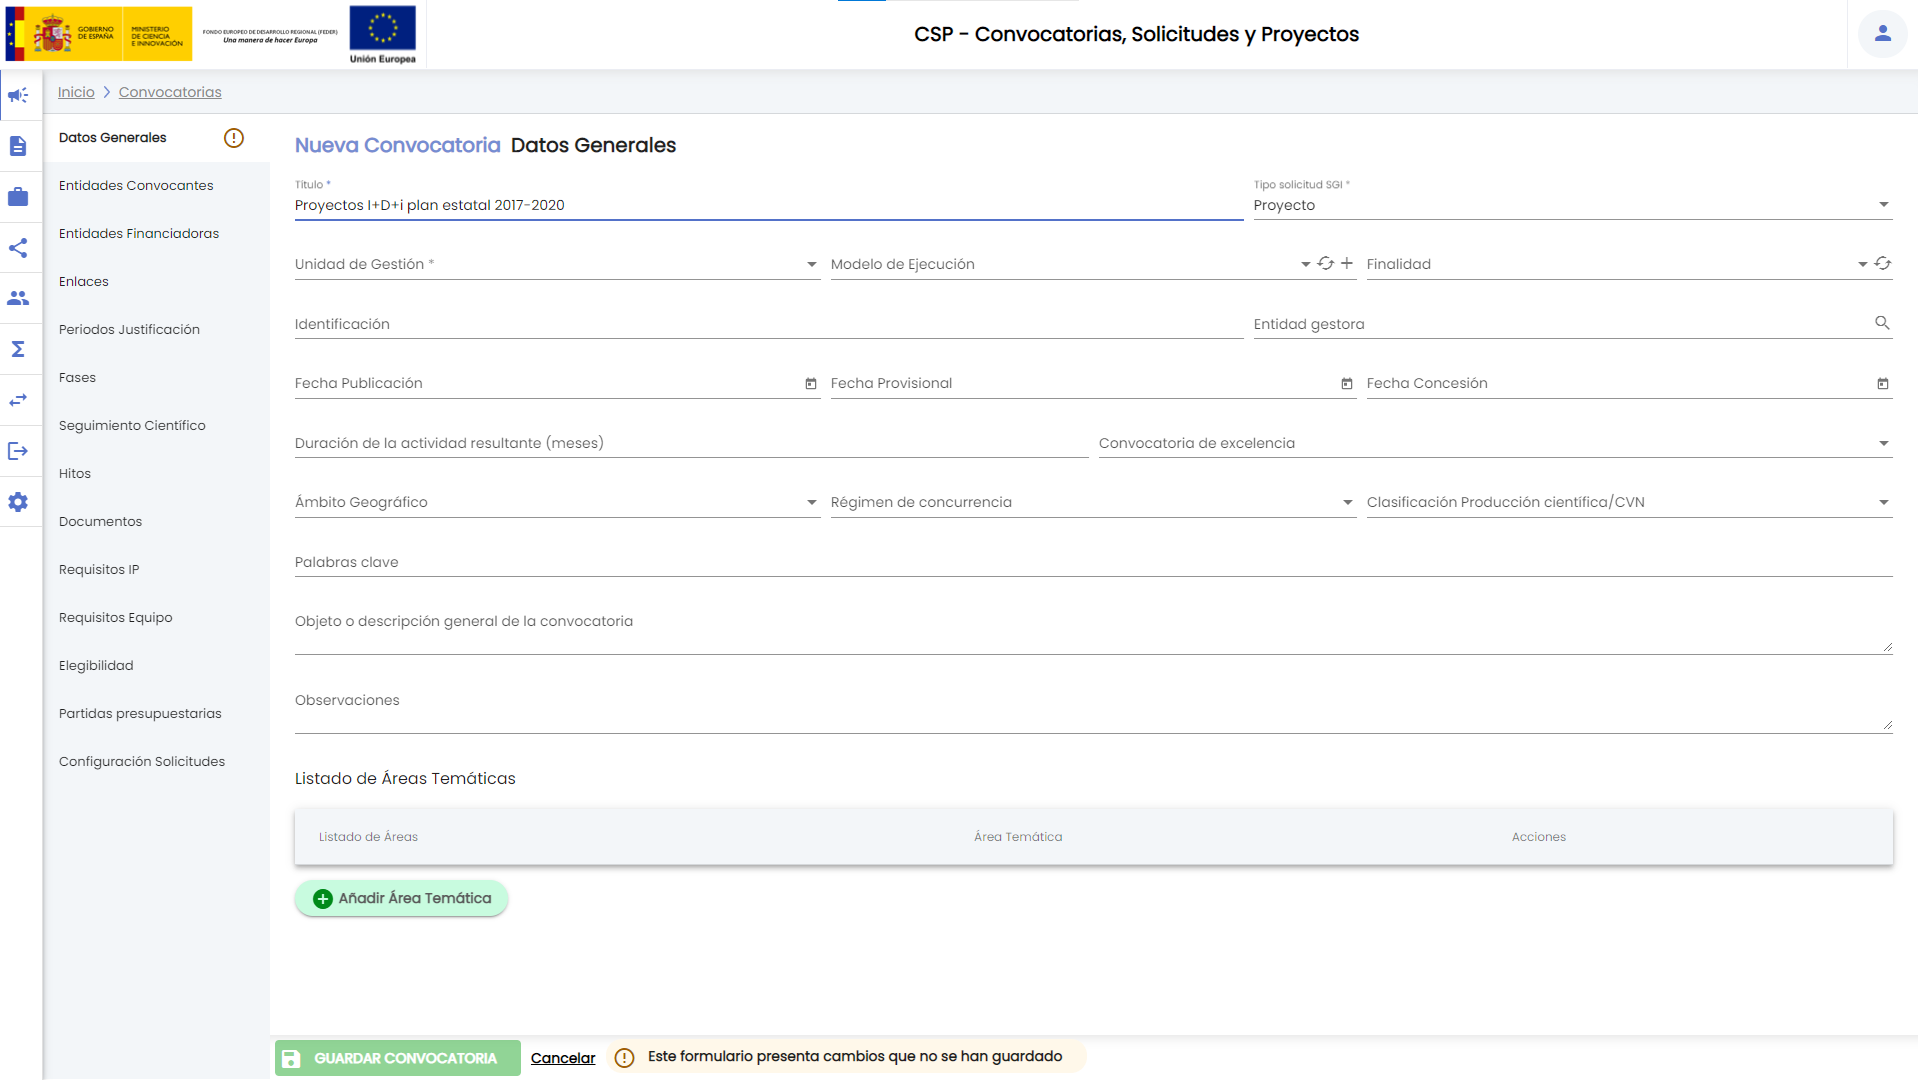 GOBIERNO
DE ESPAÑA
MINISTERIO
DE CIENCIA
E INNOVACIÓN
FONDO EUROPEO DE DESARROLLO REGIONAL (FEDER)
Una manera de hacer Europa
Unión Europea
CSP - Convocatorias, Solicitudes y Proyectos
Inicio > Convocatorias
Datos Generales
Entidades Convocantes
Entidades Financiadoras
Enlaces
Periodos Justificación
Fases
Seguimiento Científico
Hitos
Documentos
Requisitos IP
Requisitos Equipo
Elegibilidad
Partidas presupuestarias
Configuración Solicitudes
Nueva Convocatoria Datos Generales
Título * Tipo solicitud SGI *
Proyectos I+D+i plan estatal 2017-2020 Proyecto
Unidad de Gestión * Modelo de Ejecución Finalidad
Identificación Entidad gestora
Fecha Publicación Fecha Provisional Fecha Concesión
Duración de la actividad resultante (meses) Convocatoria de excelencia
Ámbito Geográfico Régimen de concurrencia Clasificación Producción científica/CVN
Palabras clave
Objeto o descripción general de la convocatoria
Observaciones
Listado de Áreas Temáticas
Listado de Áreas Área Temática Acciones
Añadir Área Temática
GUARDAR CONVOCATORIA Cancelar Este formulario presenta cambios que no se han guardado